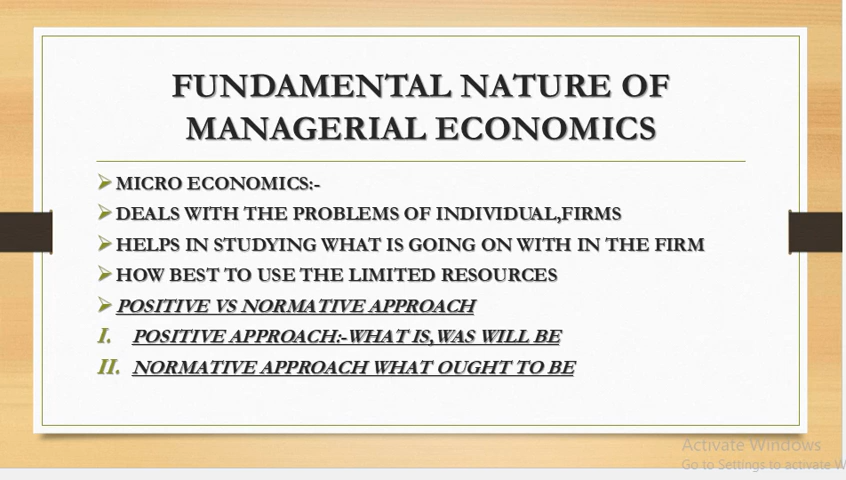 FUNDAMENTAL NATURE OF
MANAGERIAL ECONOMICS
MICRO ECONOMICS:-
DEALS WITH THE PROBLEMS OF INDIVIDUAL,FIRMS
HELPS IN STUDYING WHAT IS GOING ON WITH IN THE FIRM
HOW BEST TO USE THE LIMITED RESOURCES
POSITIVE VS NORMATIVE APPROACH
I. POSITIVE APPROACH:-WHAT IS,WAS WILL BE
II. NORMATIVE APPROACH WHAT OUGHT TO BE
Activate Windows
Go to Settings to activate W